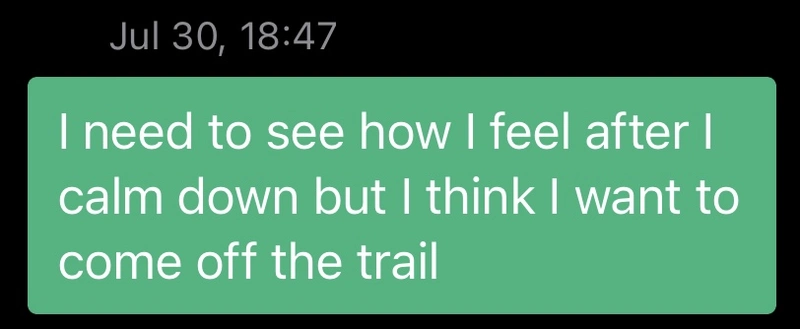 Jul 30, 18:47
I need to see how I feel after I
calm down but I think I want to
come off the trail